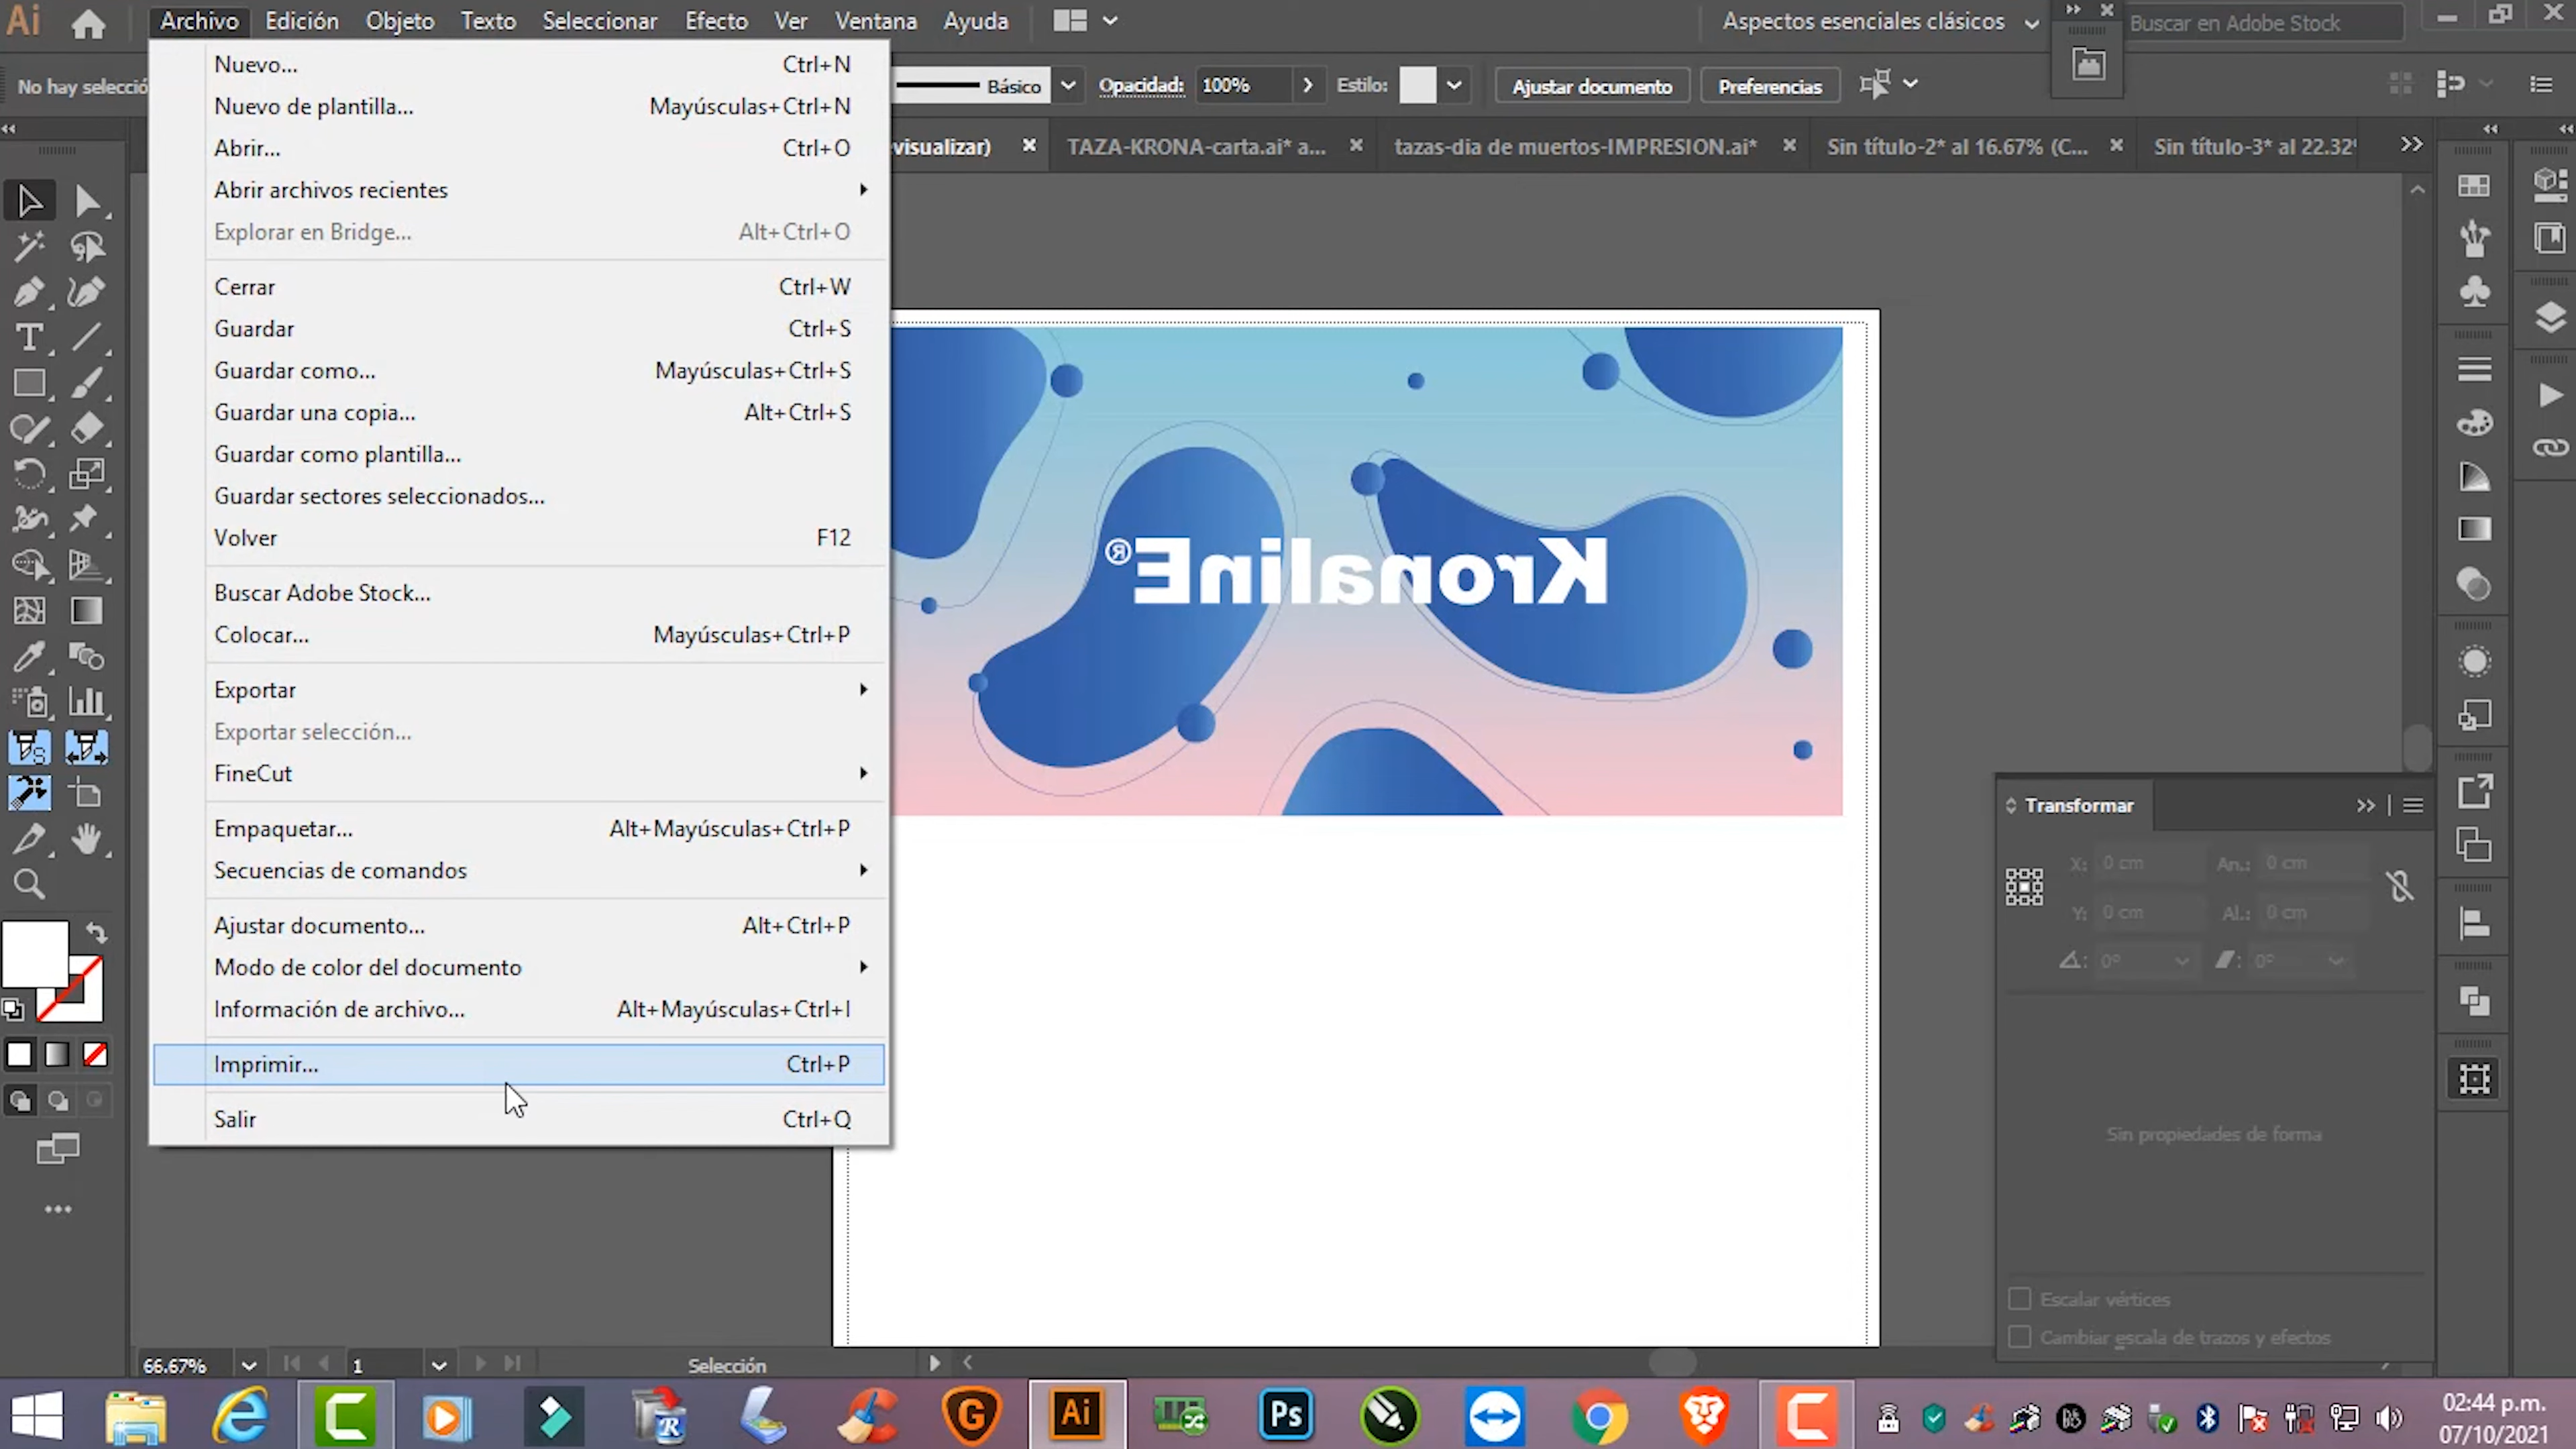 Ai
Archivo Edición Objeto Texto Seleccionar Efecto Ver Ventana Ayuda
Aspectos esenciales clásicos
Buscar en Adobe Stock
No hay selecció
Básico
Opacidad: 100%
Estilo:
Ajustar documento
Preferencias
visualizar)
TAZA-KRONA-carta.ai* a...
tazas-dia de muertos-IMPRESION.ai*
Sin título-2* al 16.67% (C...
Sin título-3* al 22.32
Nuevo... Ctrl+N
Nuevo de plantilla... Mayúsculas+Ctrl+N
Abrir... Ctrl+O
Abrir archivos recientes
Explorar en Bridge... Alt+Ctrl+O
Cerrar Ctrl+W
Guardar Ctrl+S
Guardar como... Mayúsculas+Ctrl+S
Guardar una copia... Alt+Ctrl+S
Guardar como plantilla...
Guardar sectores seleccionados...
Volver F12
Buscar Adobe Stock...
Colocar... Mayúsculas+Ctrl+P
Exportar
Exportar selección...
FineCut
Empaquetar... Alt+Mayúsculas+Ctrl+P
Secuencias de comandos
Ajustar documento... Alt+Ctrl+P
Modo de color del documento
Información de archivo... Alt+Mayúsculas+Ctrl+I
Imprimir... Ctrl+P
Salir Ctrl+Q
KronalinE®
Transformar
X: 0 cm An.: 0 cm
Y: 0 cm Al.: 0 cm
0° 0°
Sin propiedades de forma
Escalar vértices
Cambiar escala de trazos y efectos
66.67% 1 Selección
Ai
Ps
02:44 p.m.
07/10/2021